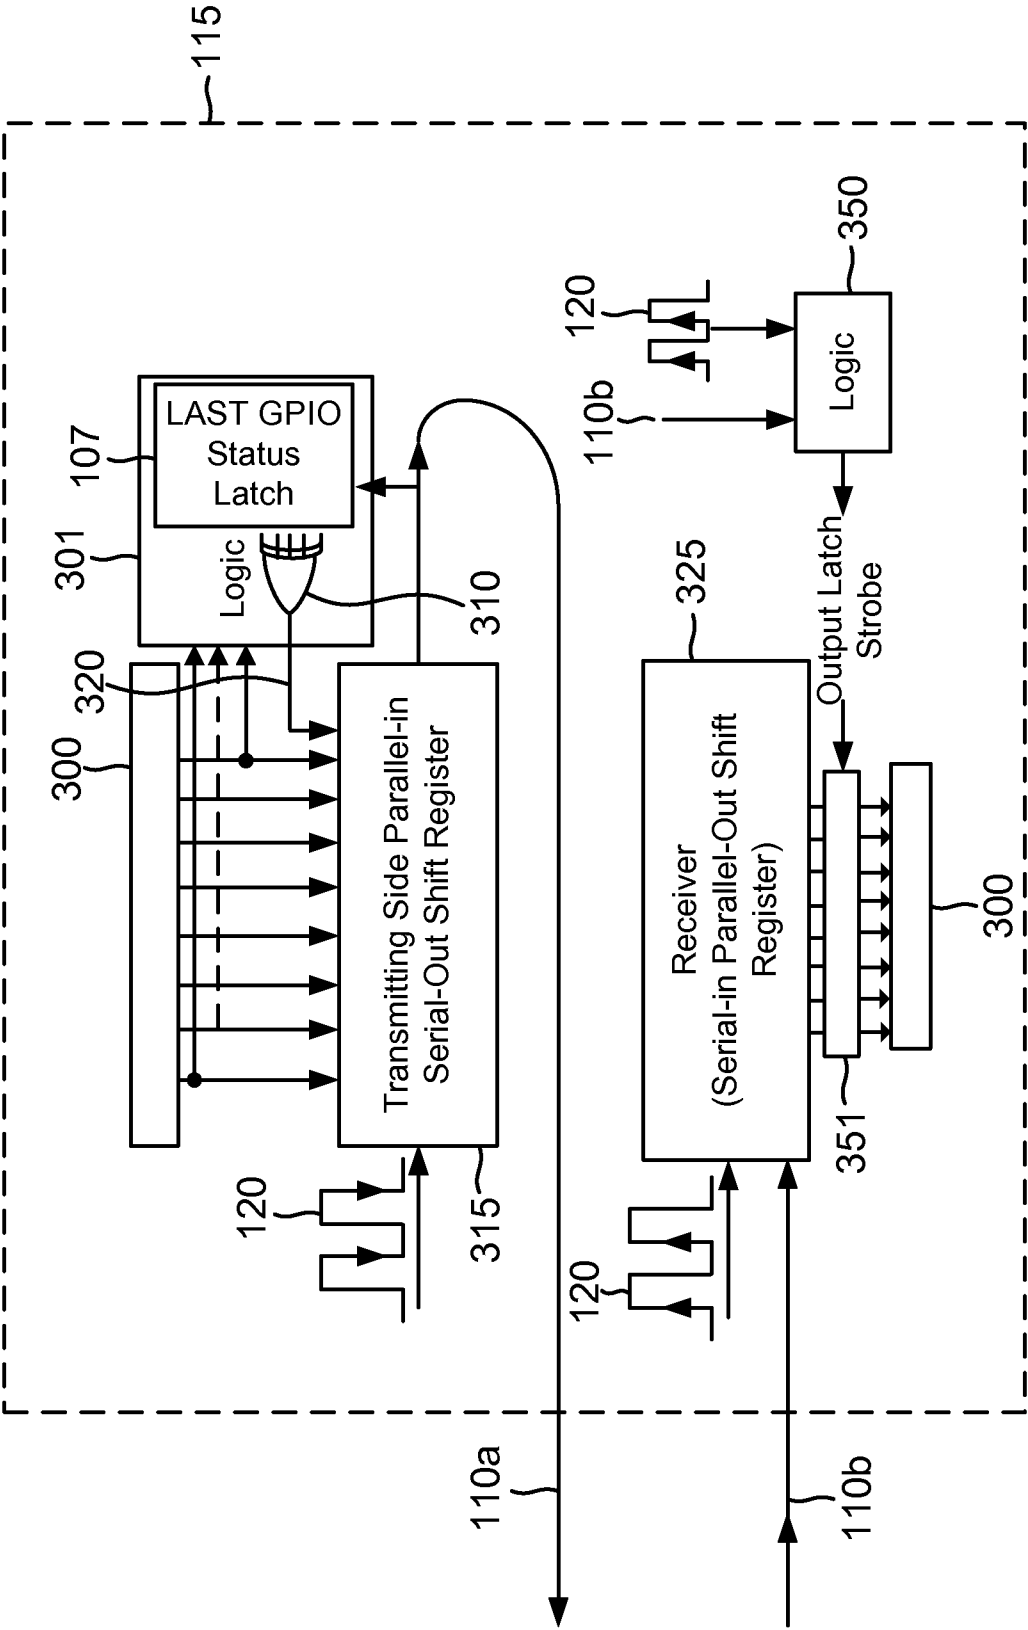 115
107
LAST GPIO
Status
Latch
301
Logic
310
320
300
Transmitting Side Parallel-in
Serial-Out Shift Register
120
315
110a
120
350
110b
Logic
Output Latch
Strobe
325
Receiver
(Serial-in Parallel-Out Shift
Register)
351
300
120
110b